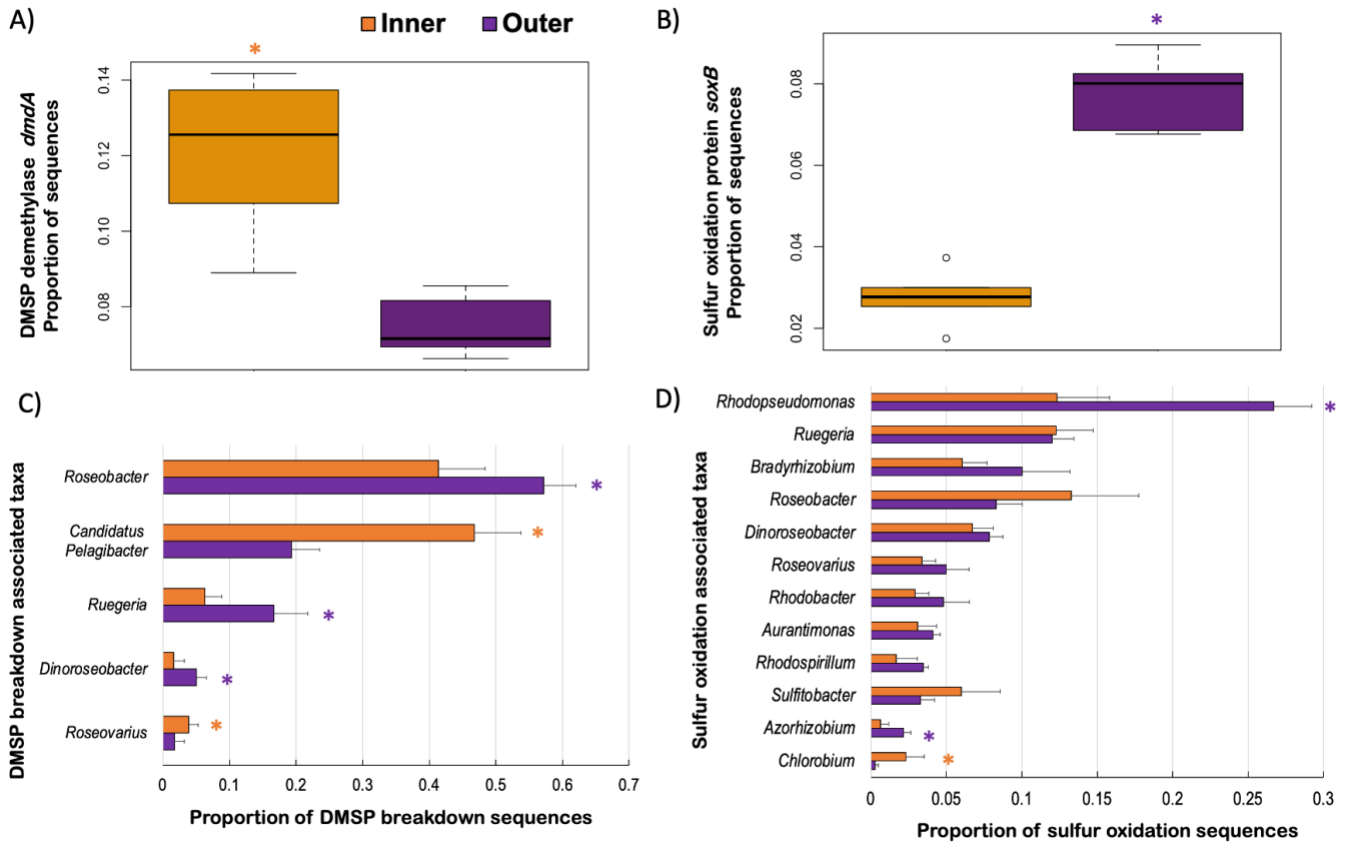 A)
Inner
Outer
*
DMSP demethylase dmdA
Proportion of sequences
0.14
0.12
0.10
0.08
B)
*
Sulfur oxidation protein soxB
Proportion of sequences
0.08
0.06
0.04
0.02
C)
DMSP breakdown associated taxa
Roseobacter
*
Candidatus
Pelagibacter
*
Ruegeria
*
Dinoroseobacter
*
Roseovarius
*
0
0.1
0.2
0.3
0.4
0.5
0.6
0.7
Proportion of DMSP breakdown sequences
D)
Sulfur oxidation associated taxa
Rhodopseudomonas
*
Ruegeria
Bradyrhizobium
Roseobacter
Dinoroseobacter
Roseovarius
Rhodobacter
Aurantimonas
Rhodospirillum
Sulfitobacter
Azorhizobium
*
Chlorobium
*
0
0.05
0.1
0.15
0.2
0.25
0.3
Proportion of sulfur oxidation sequences